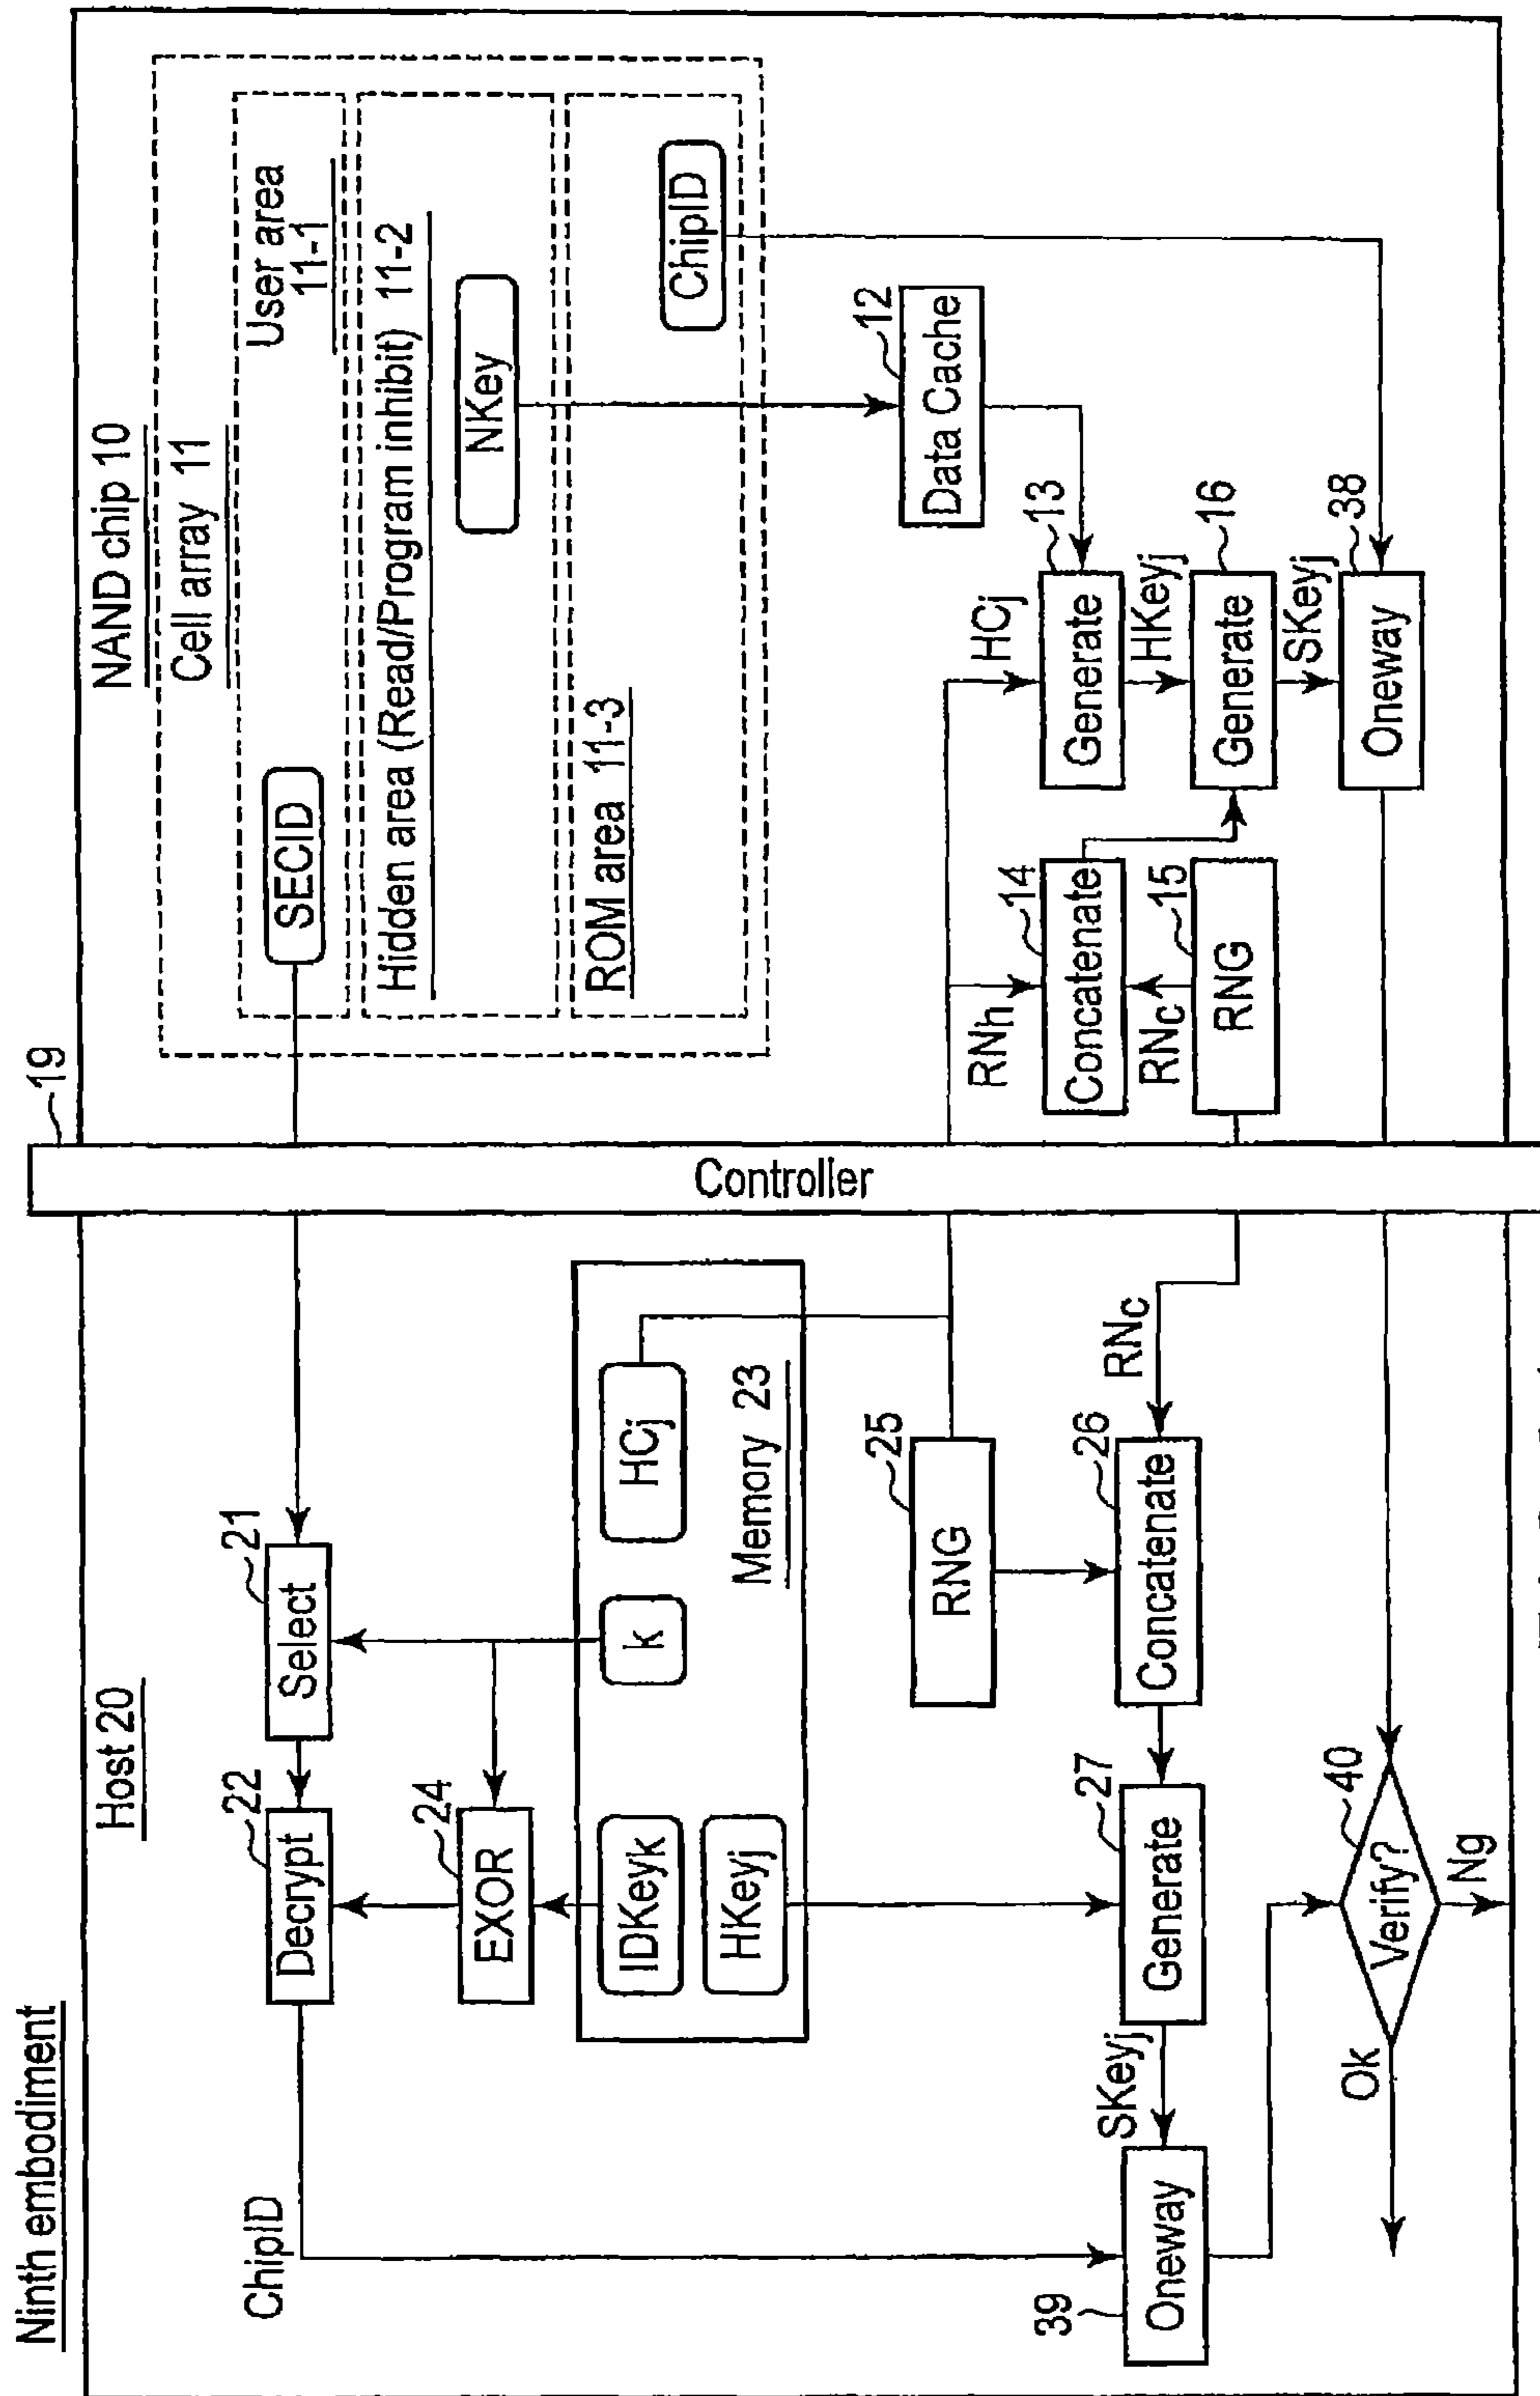 Ninth embodiment
Host 20
ChipID
22
Decrypt
21
Select
24
EXOR
IDKeyk
k
HCj
HKeyj
Memory 23
25
RNG
RNc
26
Concatenate
27
Generate
SKeyj
39
Oneway
40
Verify?
Ok
Ng
19
Controller
NAND chip 10
Cell array 11
User area
11-1
SECID
Hidden area (Read/Program inhibit) 11-2
NKey
ROM area 11-3
ChipID
12
Data Cache
HCj
13
Generate
RNh
14
Concatenate
HKeyj
16
Generate
RNc
15
RNG
SKeyj
38
Oneway